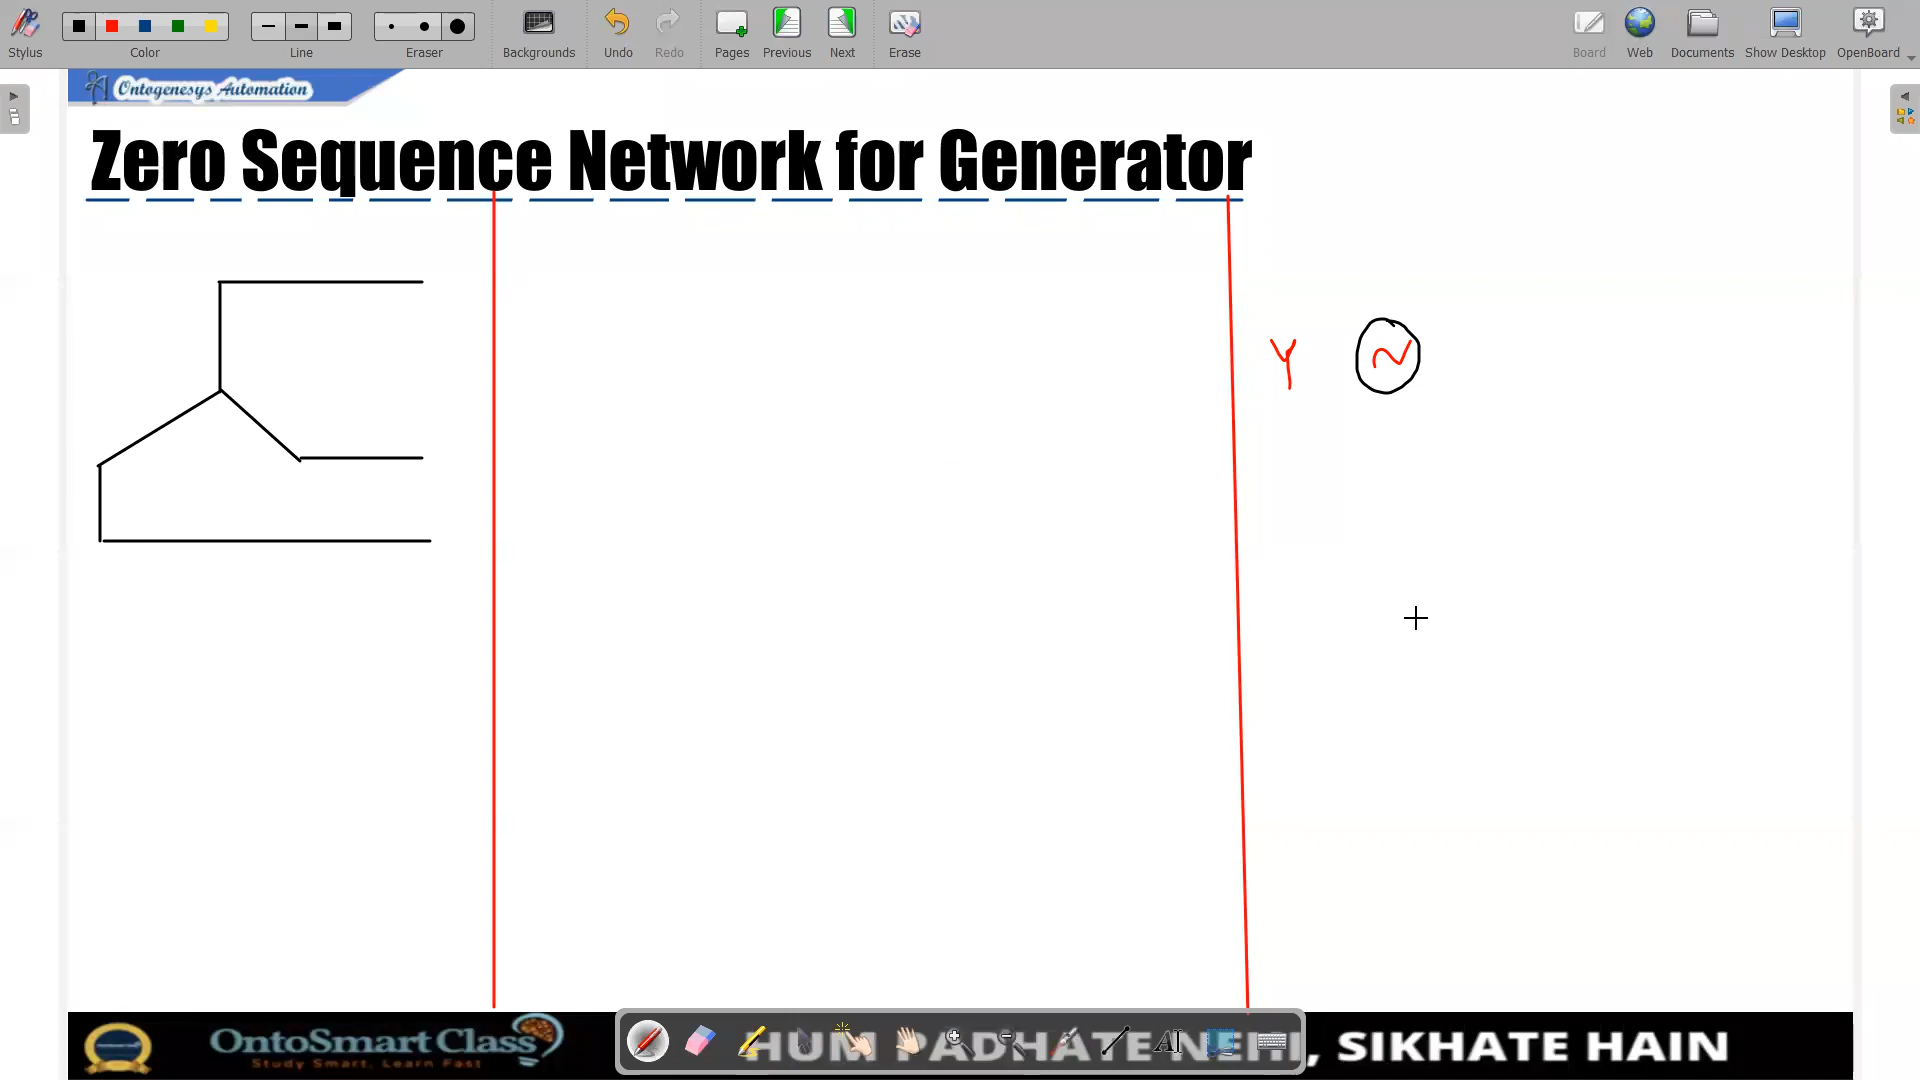 Stylus
Color
Line
Eraser
Backgrounds
Undo
Redo
Pages
Previous
Next
Erase
Board
Web
Documents
Show Desktop
OpenBoard
Ontogenesys Automation
Zero Sequence Network for Generator
Y ~
OntoSmart Class
Study Smart, Learn Fast
HUM PADHATE NEHI, SIKHATE HAIN